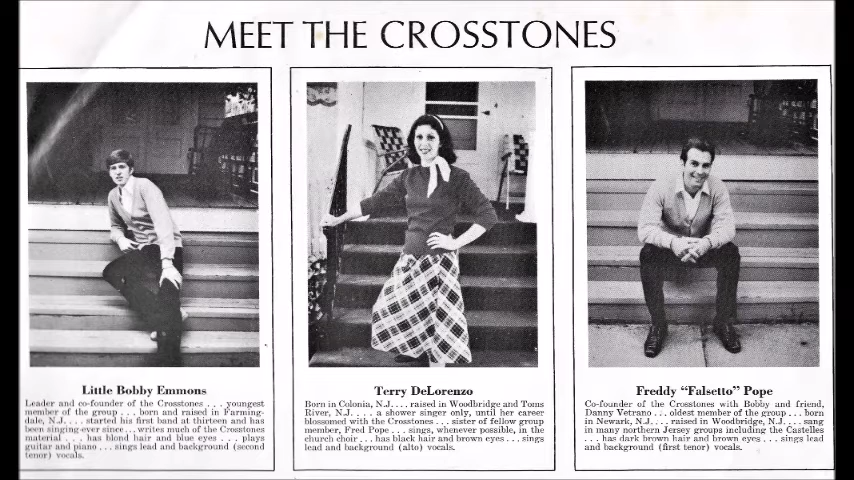 MEET THE CROSSTONES
Little Bobby Emmons
Leader and co-founder of the Crosstones . . . youngest
member of the group . . . born and raised in Farming-
dale, N.J. . . . started his first band at thirteen and has
been singing ever since . . . writes much of the Crosstones
material . . . has blond hair and blue eyes . . . plays
guitar and piano . . . sings lead and background (second
tenor) vocals.
Terry DeLorenzo
Born in Colonia, N.J. . . . raised in Woodbridge and Toms
River, N.J. . . . a shower singer only, until her career
blossomed with the Crosstones . . . sister of fellow group
member, Fred Pope . . . sings, whenever possible, in the
church choir . . . has black hair and brown eyes . . . sings
lead and background (alto) vocals.
Freddy "Falsetto" Pope
Co-founder of the Crosstones with Bobby and friend,
Danny Vetrano . . . oldest member of the group . . . born
in Newark, N.J. . . . raised in Woodbridge, N.J. . . . sang
in many northern Jersey groups including the Castelles
. . . has dark brown hair and brown eyes . . . sings lead
and background (first tenor) vocals.